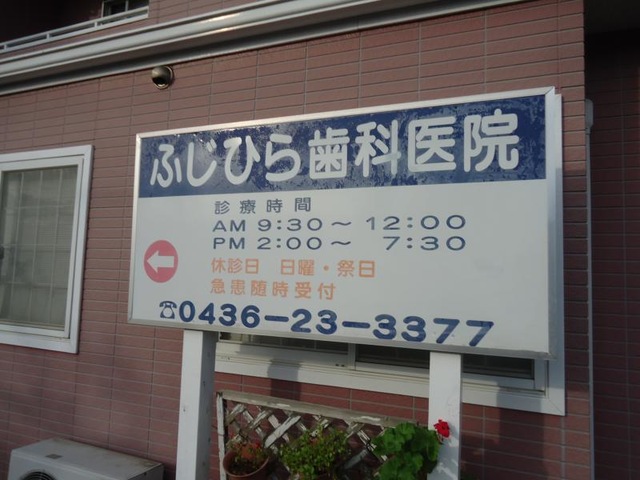 ふじひら歯科医院
診療時間
AM 9:30～12:00
PM 2:00～ 7:30
休診日 日曜・祭日
急患随時受付
☎0436-23-3377